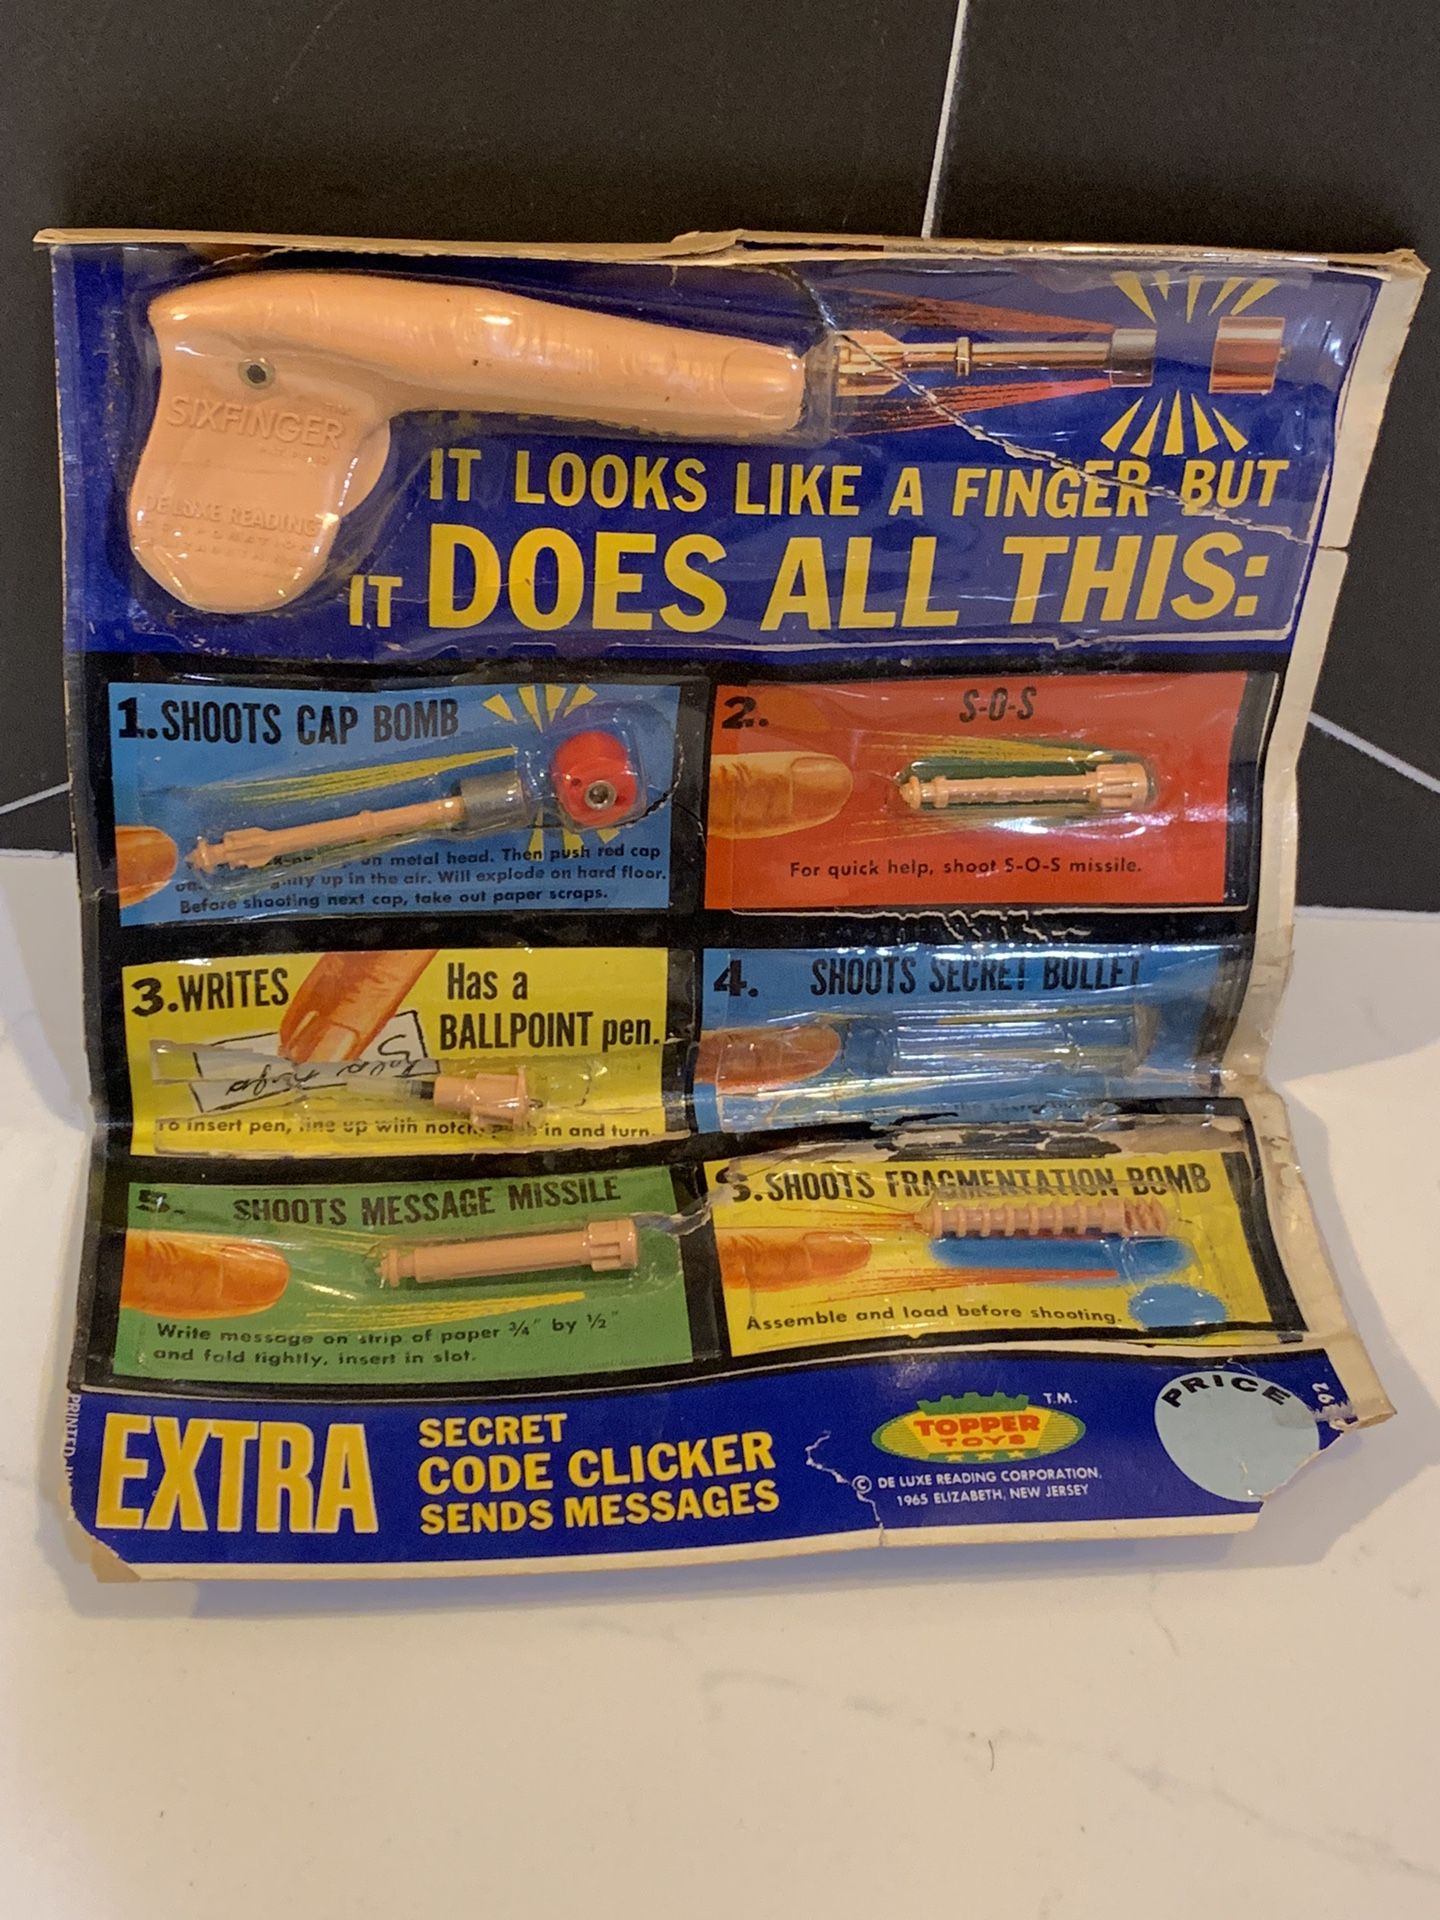 SIXFINGER
TM
DE LUXE READING
IT LOOKS LIKE A FINGER BUT
IT DOES ALL THIS:
1. SHOOTS CAP BOMB
on metal head. Then push red cap
up in the air. Will explode on hard floor.
Before shooting next cap, take out paper scraps.
2. S-O-S
For quick help, shoot S-O-S missile.
3. WRITES
Has a
BALLPOINT pen.
To insert pen, line up with notch, push in and turn.
4. SHOOTS SECRET BULLET
5. SHOOTS MESSAGE MISSILE
Write message on strip of paper ¾" by ½"
and fold tightly, insert in slot.
SHOOTS FRAGMENTATION BOMB
Assemble and load before shooting.
EXTRA
SECRET
CODE CLICKER
SENDS MESSAGES
TOPPER
TOYS
T.M.
© DE LUXE READING CORPORATION,
1965 ELIZABETH, NEW JERSEY
PRICE
92
PRINTED